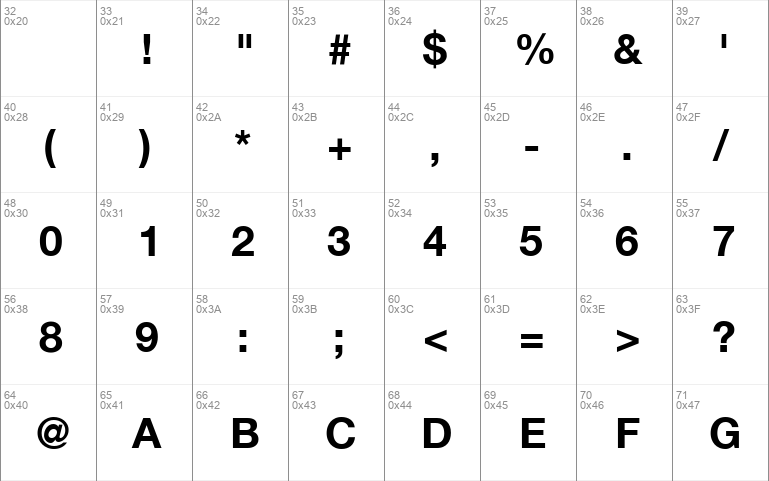 32 33 34 35 36 37 38 39
0x20 0x21 0x22 0x23 0x24 0x25 0x26 0x27
! " # $ % & '
40 41 42 43 44 45 46 47
0x28 0x29 0x2A 0x2B 0x2C 0x2D 0x2E 0x2F
( ) * + , - . /
48 49 50 51 52 53 54 55
0x30 0x31 0x32 0x33 0x34 0x35 0x36 0x37
0 1 2 3 4 5 6 7
56 57 58 59 60 61 62 63
0x38 0x39 0x3A 0x3B 0x3C 0x3D 0x3E 0x3F
8 9 : ; < = > ?
64 65 66 67 68 69 70 71
0x40 0x41 0x42 0x43 0x44 0x45 0x46 0x47
@ A B C D E F G